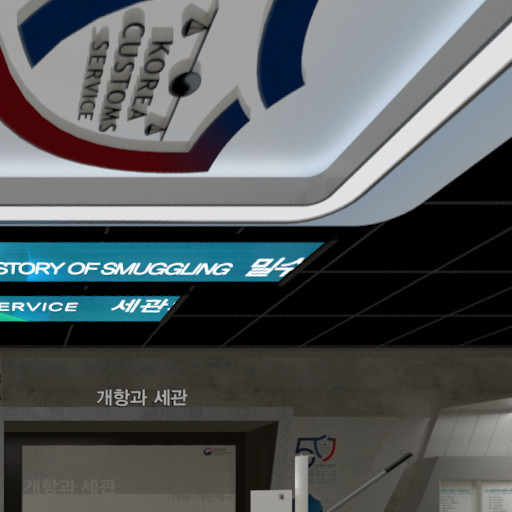 KOREA
CUSTOMS
SERVICE
STORY OF SMUGGLING 밀수
ERVICE 세관
개항과 세관
개항과 세관